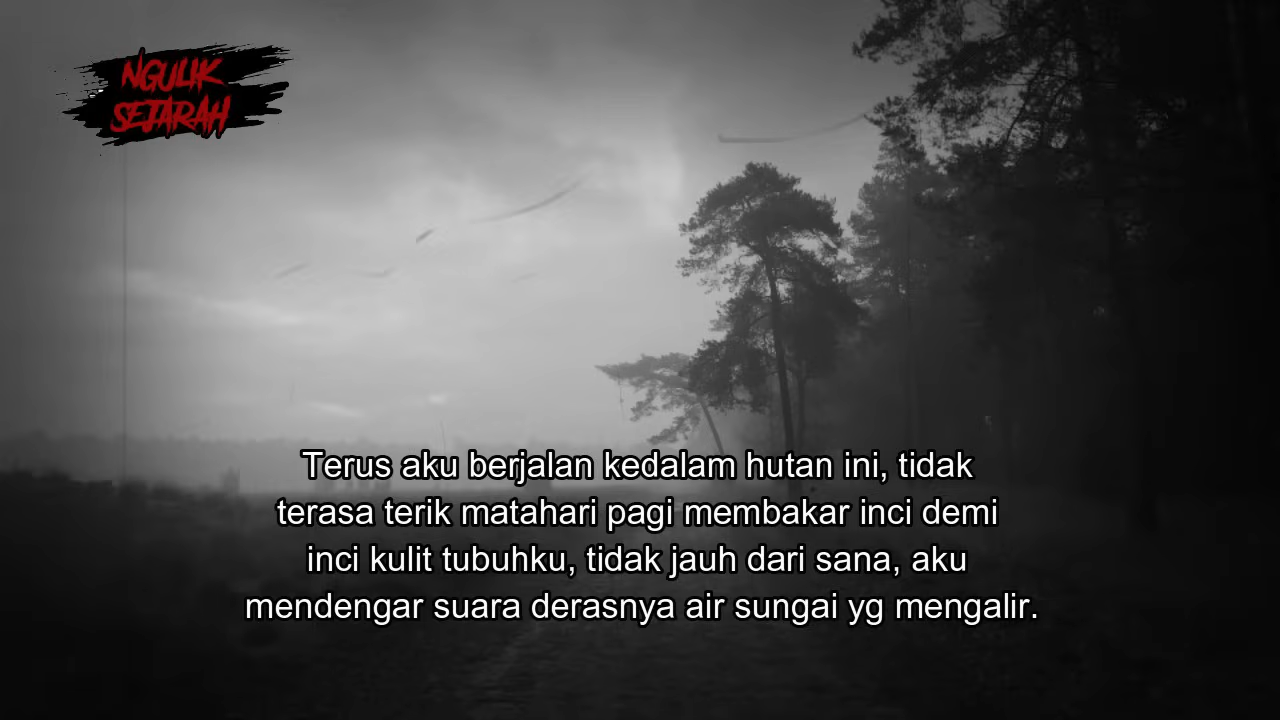 NGULIK
SEJARAH
Terus aku berjalan kedalam hutan ini, tidak
terasa terik matahari pagi membakar inci demi
inci kulit tubuhku, tidak jauh dari sana, aku
mendengar suara derasnya air sungai yg mengalir.